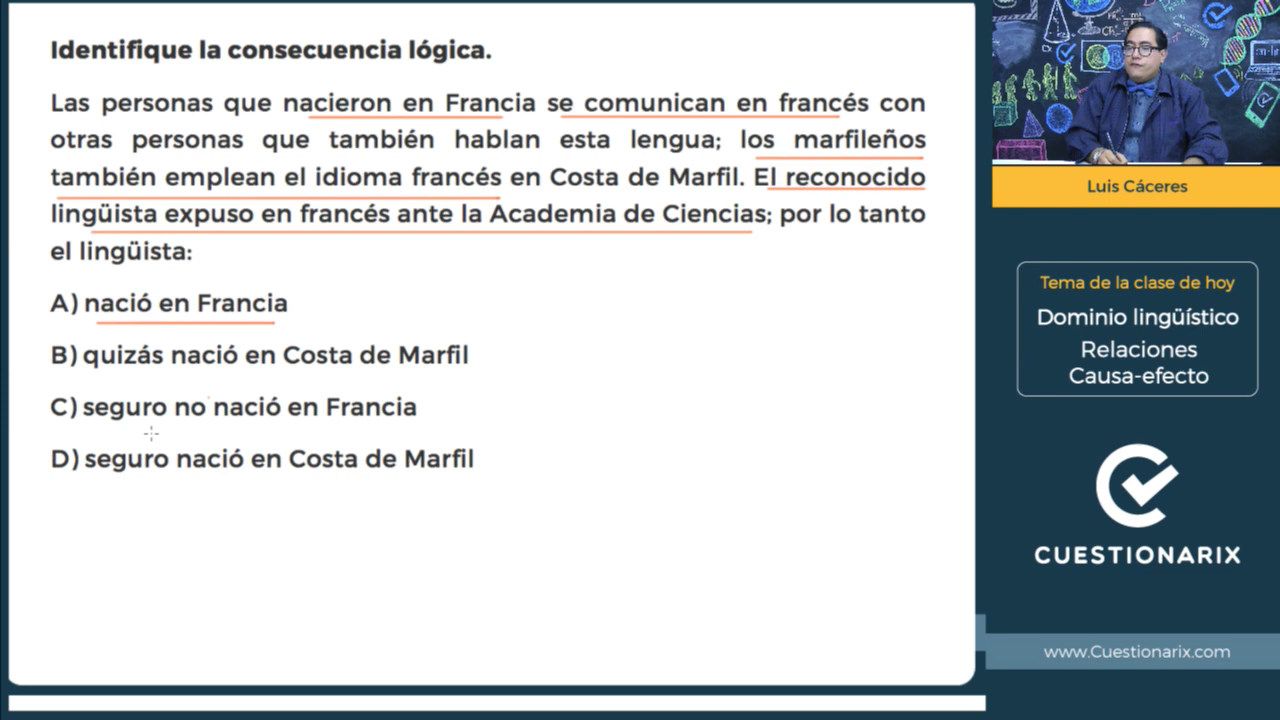 Identifique la consecuencia lógica.
Las personas que nacieron en Francia se comunican en francés con
otras personas que también hablan esta lengua; los marfileños
también emplean el idioma francés en Costa de Marfil. El reconocido
lingüista expuso en francés ante la Academia de Ciencias; por lo tanto
el lingüista:
A) nació en Francia
B) quizás nació en Costa de Marfil
C) seguro no nació en Francia
D) seguro nació en Costa de Marfil
Luis Cáceres
Tema de la clase de hoy
Dominio lingüístico
Relaciones
Causa-efecto
CUESTIONARIX
www.Cuestionarix.com